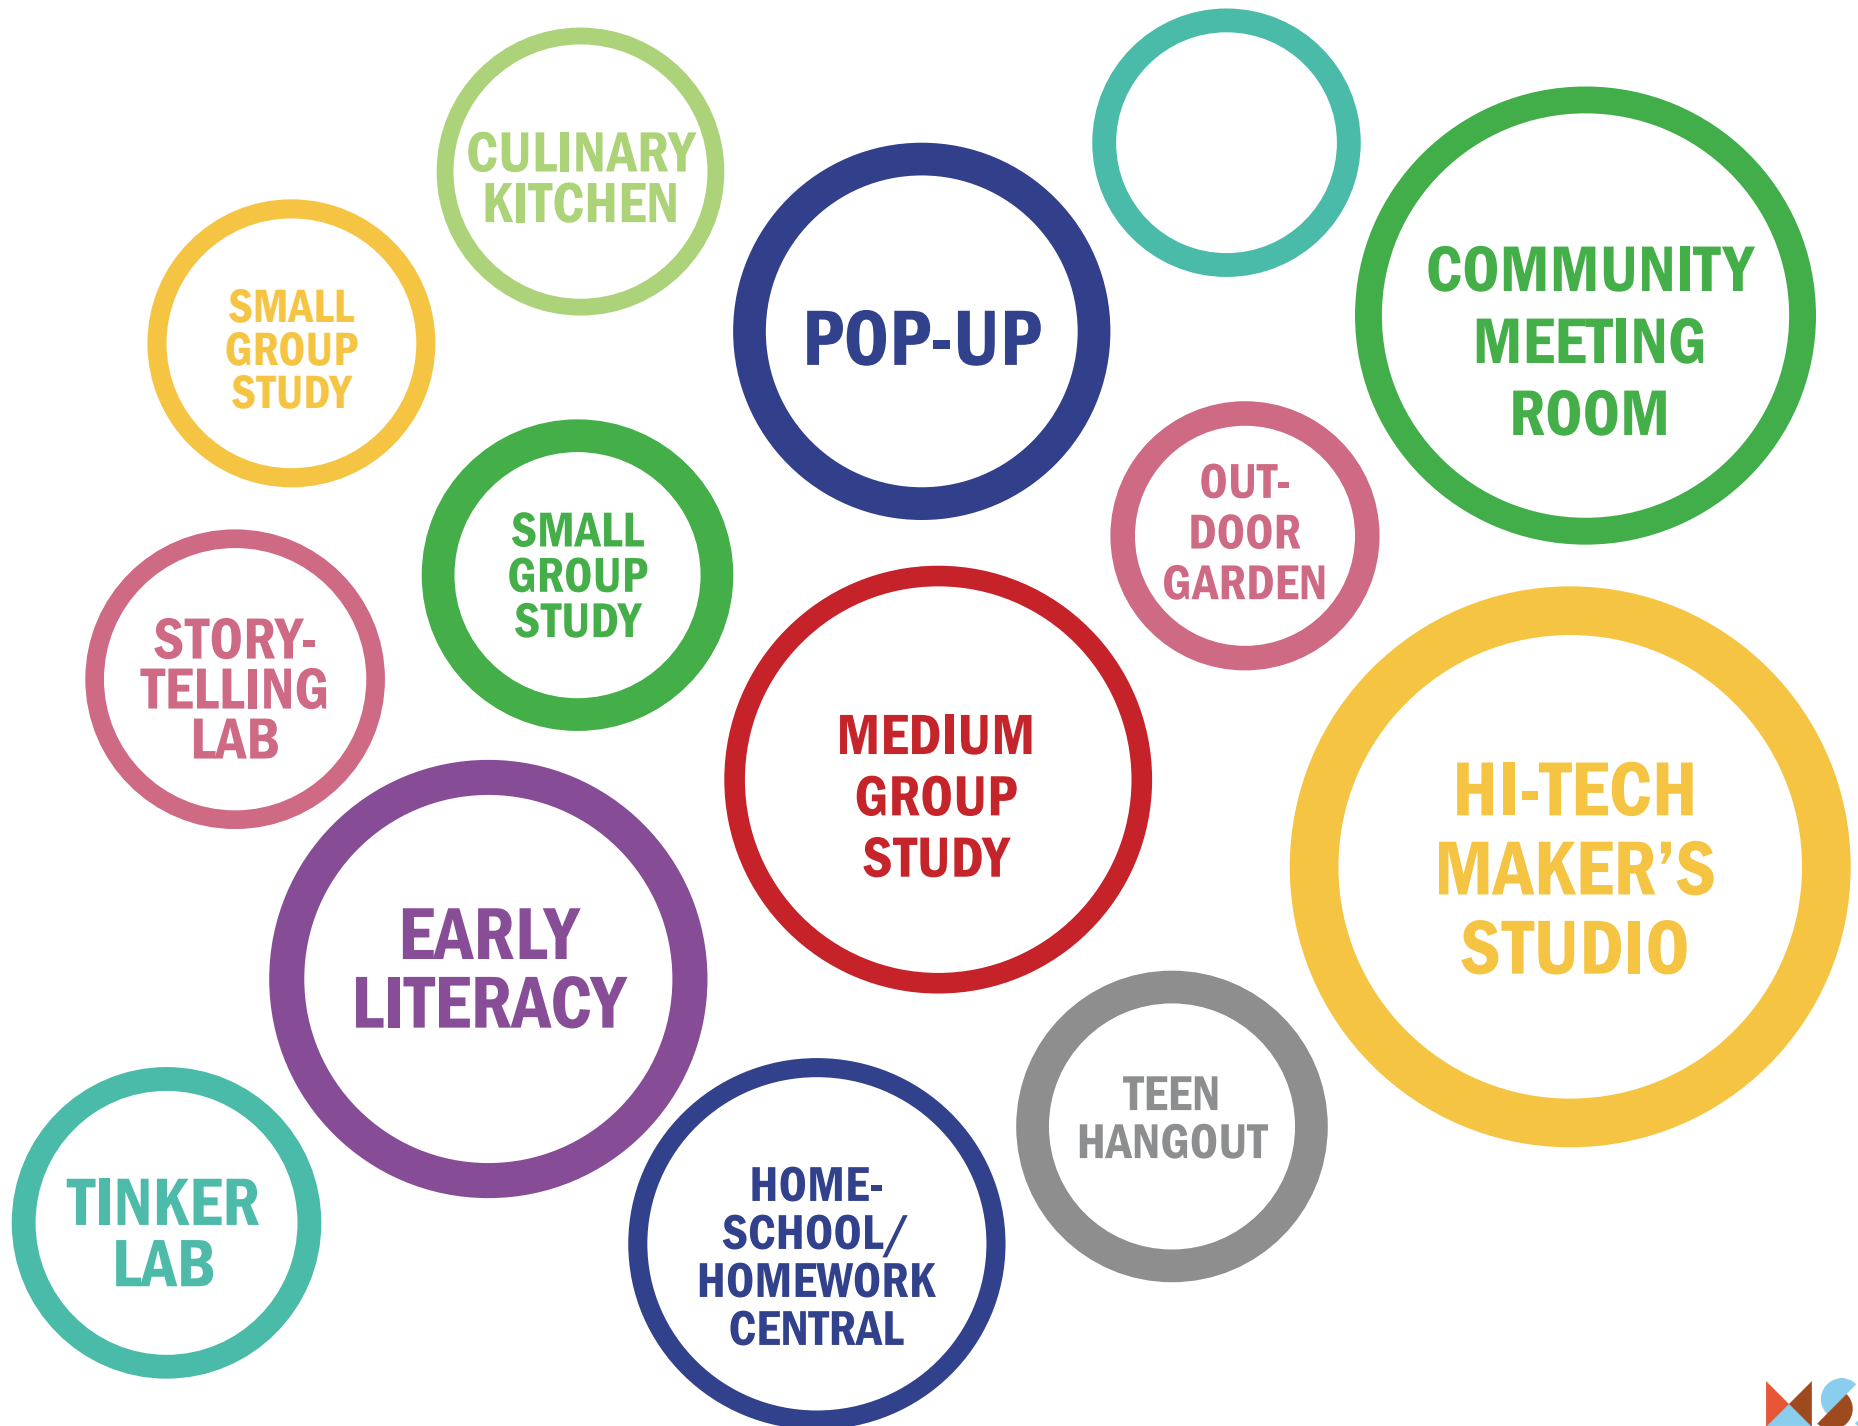 CULINARY
KITCHEN
SMALL
GROUP
STUDY
POP-UP
COMMUNITY
MEETING
ROOM
SMALL
GROUP
STUDY
OUT-
DOOR
GARDEN
STORY-
TELLING
LAB
MEDIUM
GROUP
STUDY
HI-TECH
MAKER'S
STUDIO
EARLY
LITERACY
TEEN
HANGOUT
TINKER
LAB
HOME-
SCHOOL/
HOMEWORK
CENTRAL
MS